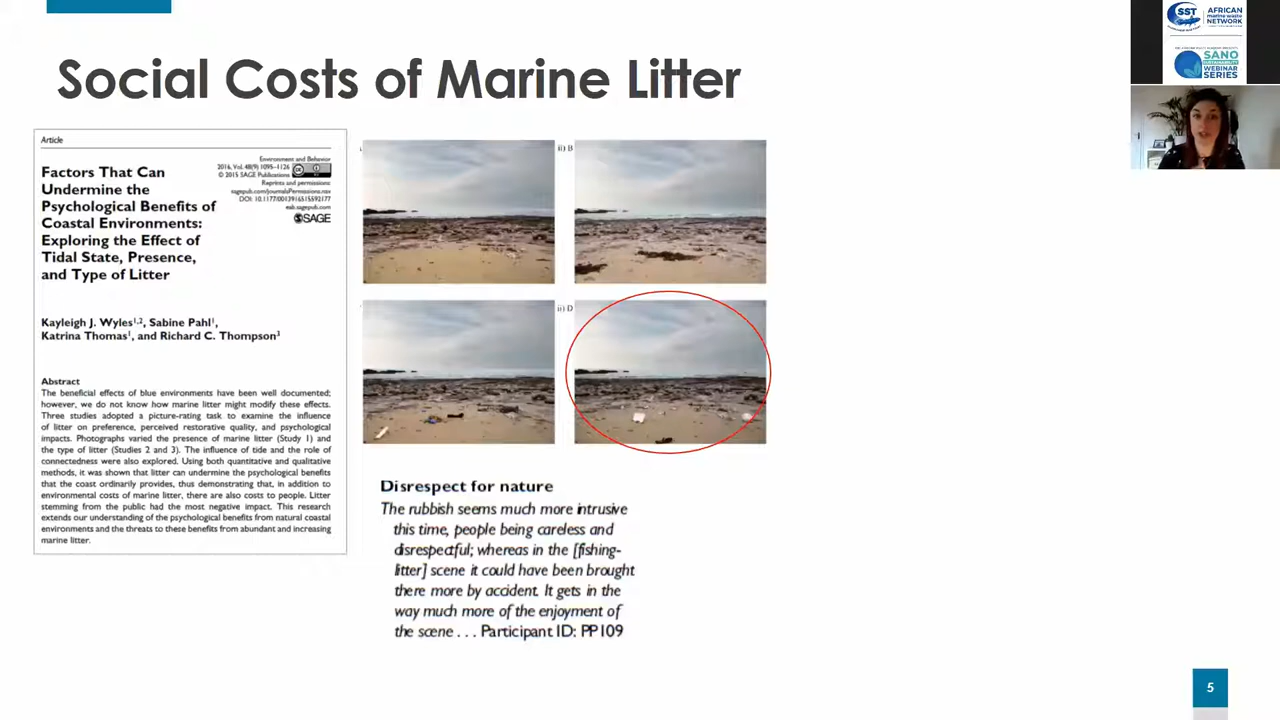 Social Costs of Marine Litter
Article
Environment and Behavior
2016, Vol. 48(9) 1095–1126
© 2015 SAGE Publications
Reprints and permissions:
sagepub.com/journalsPermissions.nav
DOI: 10.1177/0013916515592177
eab.sagepub.com
SAGE
Factors That Can
Undermine the
Psychological Benefits of
Coastal Environments:
Exploring the Effect of
Tidal State, Presence,
and Type of Litter
Kayleigh J. Wyles1,2, Sabine Pahl1,
Katrina Thomas1, and Richard C. Thompson3
Abstract
The beneficial effects of blue environments have been well documented;
however, we do not know how marine litter might modify these effects.
Three studies adopted a picture-rating task to examine the influence
of litter on preference, perceived restorative quality, and psychological
impacts. Photographs varied the presence of marine litter (Study 1) and
the type of litter (Studies 2 and 3). The influence of tide and the role of
connectedness were also explored. Using both quantitative and qualitative
methods, it was shown that litter can undermine the psychological benefits
that the coast ordinarily provides, thus demonstrating that, in addition to
environmental costs of marine litter, there are also costs to people. Litter
stemming from the public had the most negative impact. This research
extends our understanding of the psychological benefits from natural coastal
environments and the threats to these benefits from abundant and increasing
marine litter.
ii) B
ii) D
Disrespect for nature
The rubbish seems much more intrusive
this time, people being careless and
disrespectful; whereas in the [fishing-
litter] scene it could have been brought
there more by accident. It gets in the
way much more of the enjoyment of
the scene . . . Participant ID: PP109
SST
AFRICAN
MARINE WASTE
NETWORK
SANO
SUSTAINABILITY
WEBINAR
SERIES
5